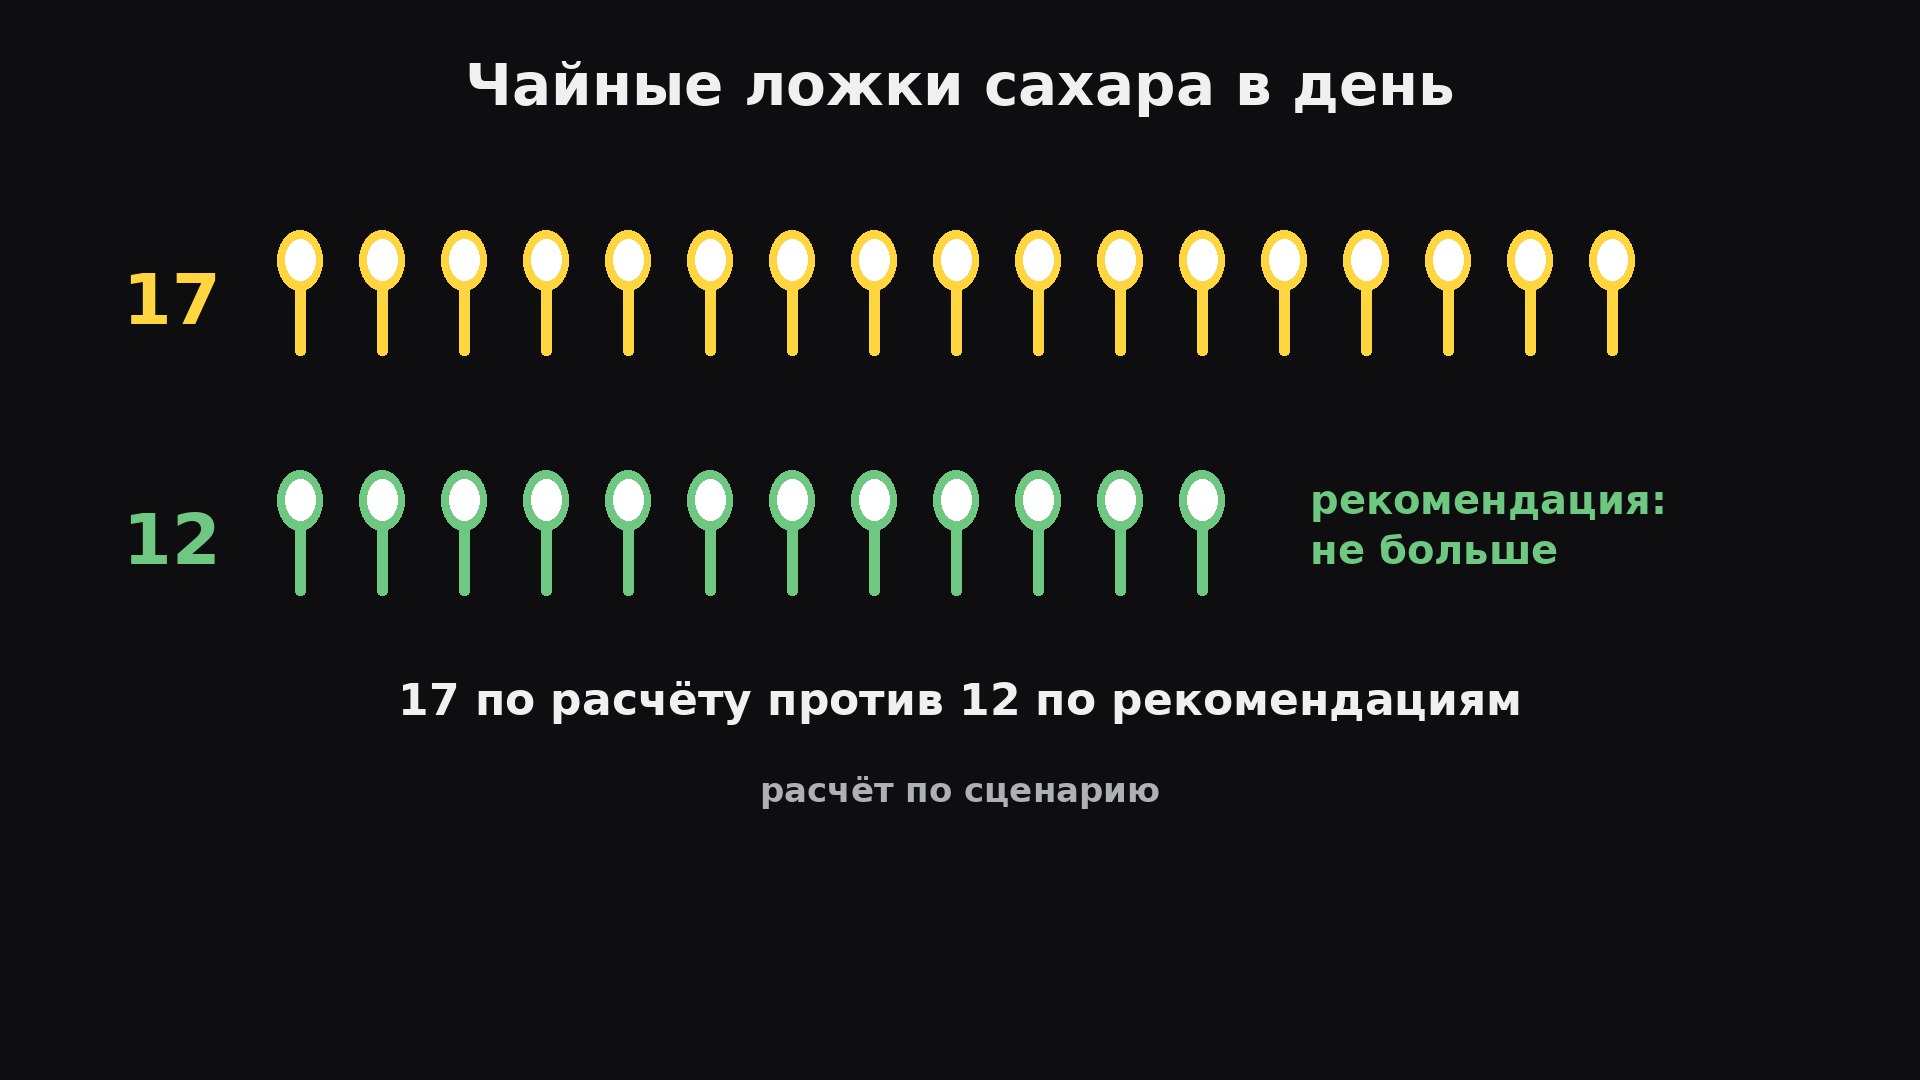 Чайные ложки сахара в день
17
12
рекомендация:
не больше
17 по расчёту против 12 по рекомендациям
расчёт по сценарию